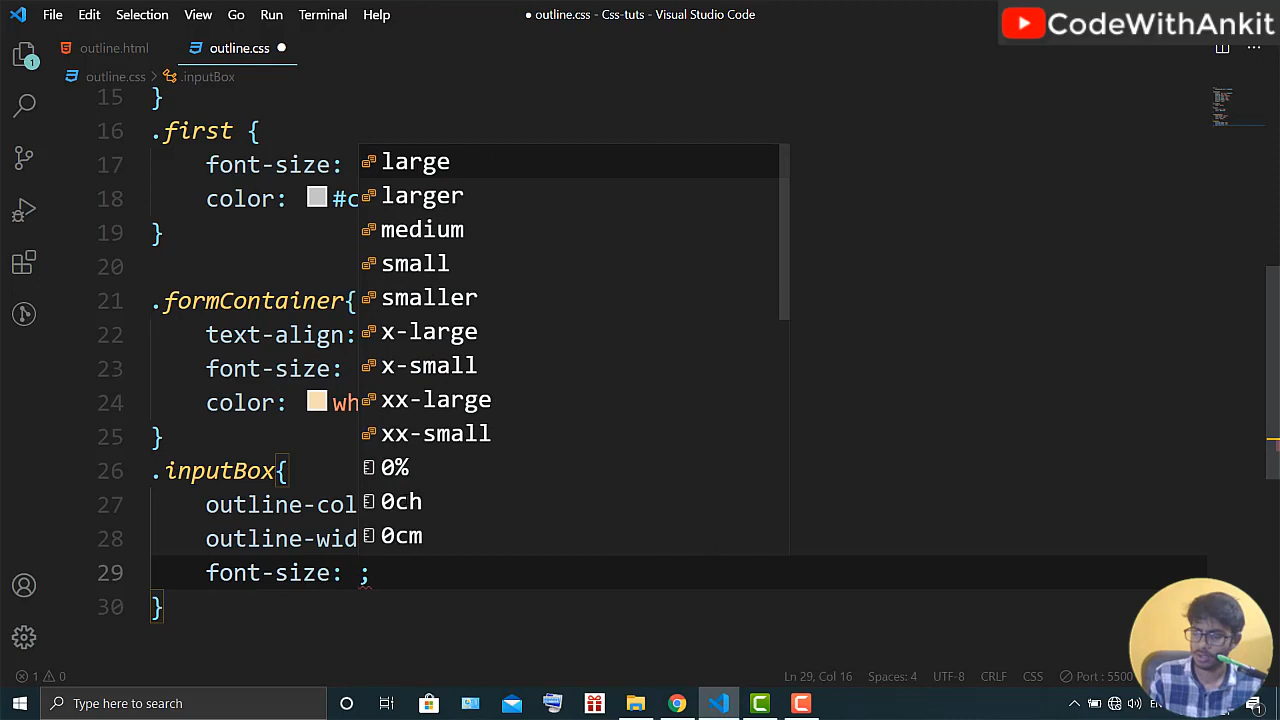 File Edit Selection View Go Run Terminal Help
outline.css - Css-tuts - Visual Studio Code
CodeWithAnkit
outline.html
outline.css
outline.css
.inputBox
15 }
16 .first {
17 font-size:
18 color: #c
19 }
20
21 .formContainer{
22 text-align:
23 font-size:
24 color: wh
25 }
26 .inputBox{
27 outline-col
28 outline-wid
29 font-size: ;
30 }
large
larger
medium
small
smaller
x-large
x-small
xx-large
xx-small
0%
0ch
0cm
1
1 0
Ln 29, Col 16
Spaces: 4
UTF-8
CRLF
CSS
Port : 5500
Type here to search